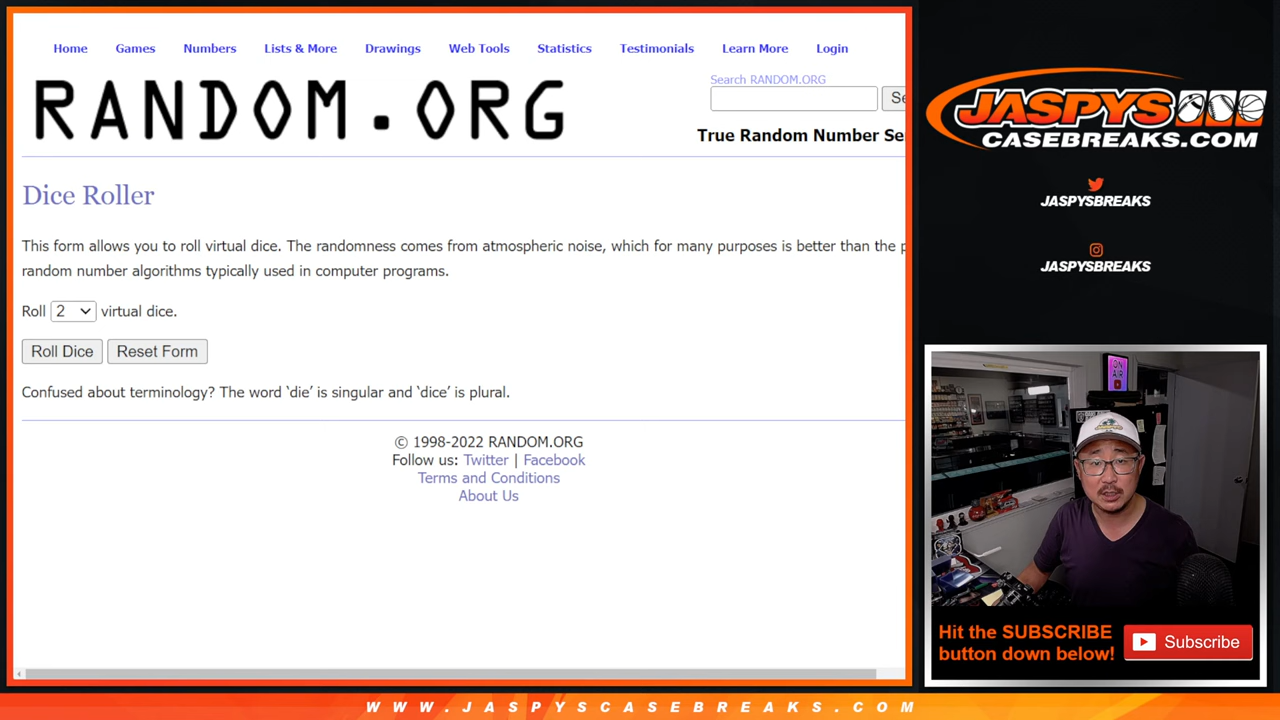 Home Games Numbers Lists & More Drawings Web Tools Statistics Testimonials Learn More Login
RANDOM.ORG
Search RANDOM.ORG
Se
True Random Number Se
Dice Roller
This form allows you to roll virtual dice. The randomness comes from atmospheric noise, which for many purposes is better than the p
random number algorithms typically used in computer programs.
Roll 2 virtual dice.
Roll Dice Reset Form
Confused about terminology? The word ‘die’ is singular and ‘dice’ is plural.
© 1998-2022 RANDOM.ORG
Follow us: Twitter | Facebook
Terms and Conditions
About Us
JASPYS
CASEBREAKS.COM
JASPYSBREAKS
JASPYSBREAKS
ON
AIR
Hit the SUBSCRIBE
button down below!
Subscribe
WWW.JASPYSCASEBREAKS.COM